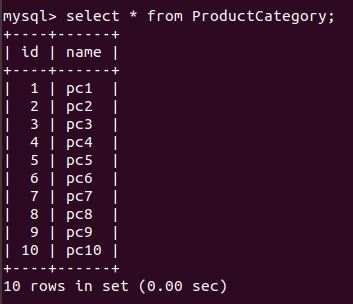 mysql> select * from ProductCategory;
+----+------+
| id | name |
+----+------+
|  1 | pc1  |
|  2 | pc2  |
|  3 | pc3  |
|  4 | pc4  |
|  5 | pc5  |
|  6 | pc6  |
|  7 | pc7  |
|  8 | pc8  |
|  9 | pc9  |
| 10 | pc10 |
+----+------+
10 rows in set (0.00 sec)